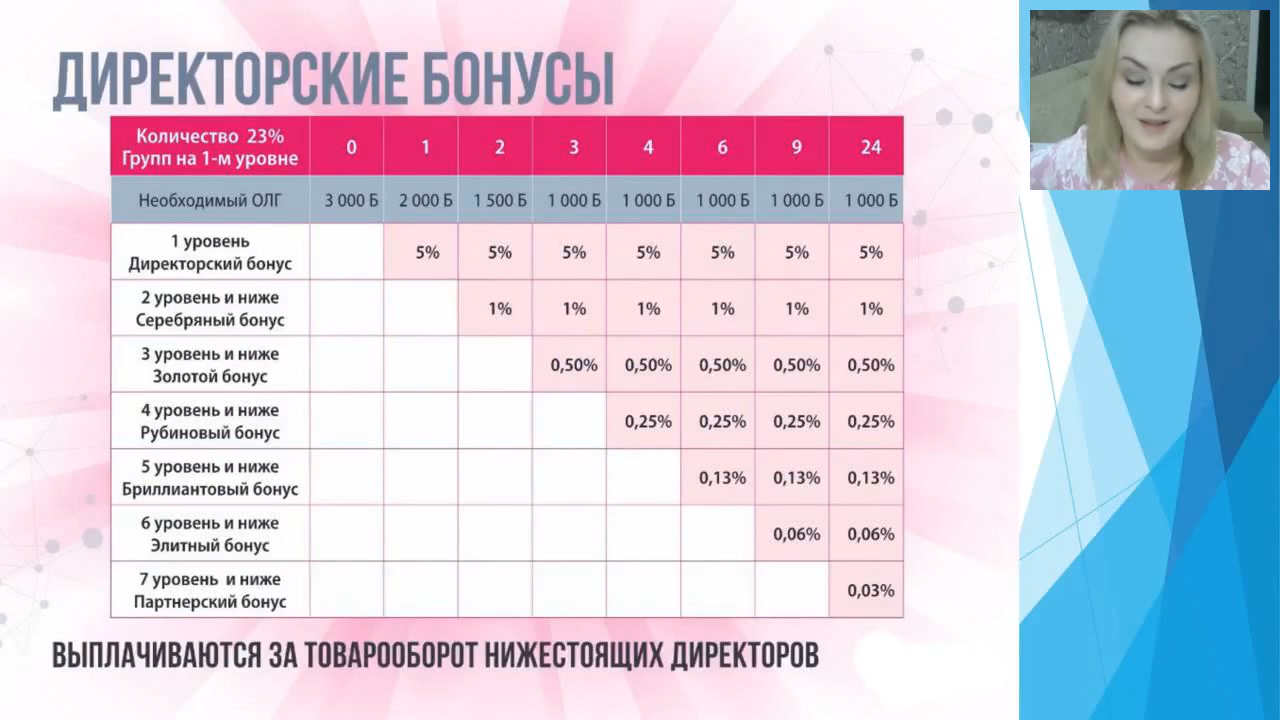 ДИРЕКТОРСКИЕ БОНУСЫ
Количество 23%
Групп на 1-м уровне
0 1 2 3 4 6 9 24
Необходимый ОЛГ 3 000 Б 2 000 Б 1 500 Б 1 000 Б 1 000 Б 1 000 Б 1 000 Б 1 000 Б
1 уровень
Директорский бонус
5% 5% 5% 5% 5% 5% 5%
2 уровень и ниже
Серебряный бонус
1% 1% 1% 1% 1% 1%
3 уровень и ниже
Золотой бонус
0,50% 0,50% 0,50% 0,50% 0,50%
4 уровень и ниже
Рубиновый бонус
0,25% 0,25% 0,25% 0,25%
5 уровень и ниже
Бриллиантовый бонус
0,13% 0,13% 0,13%
6 уровень и ниже
Элитный бонус
0,06% 0,06%
7 уровень и ниже
Партнерский бонус
0,03%
ВЫПЛАЧИВАЮТСЯ ЗА ТОВАРООБОРОТ НИЖЕСТОЯЩИХ ДИРЕКТОРОВ